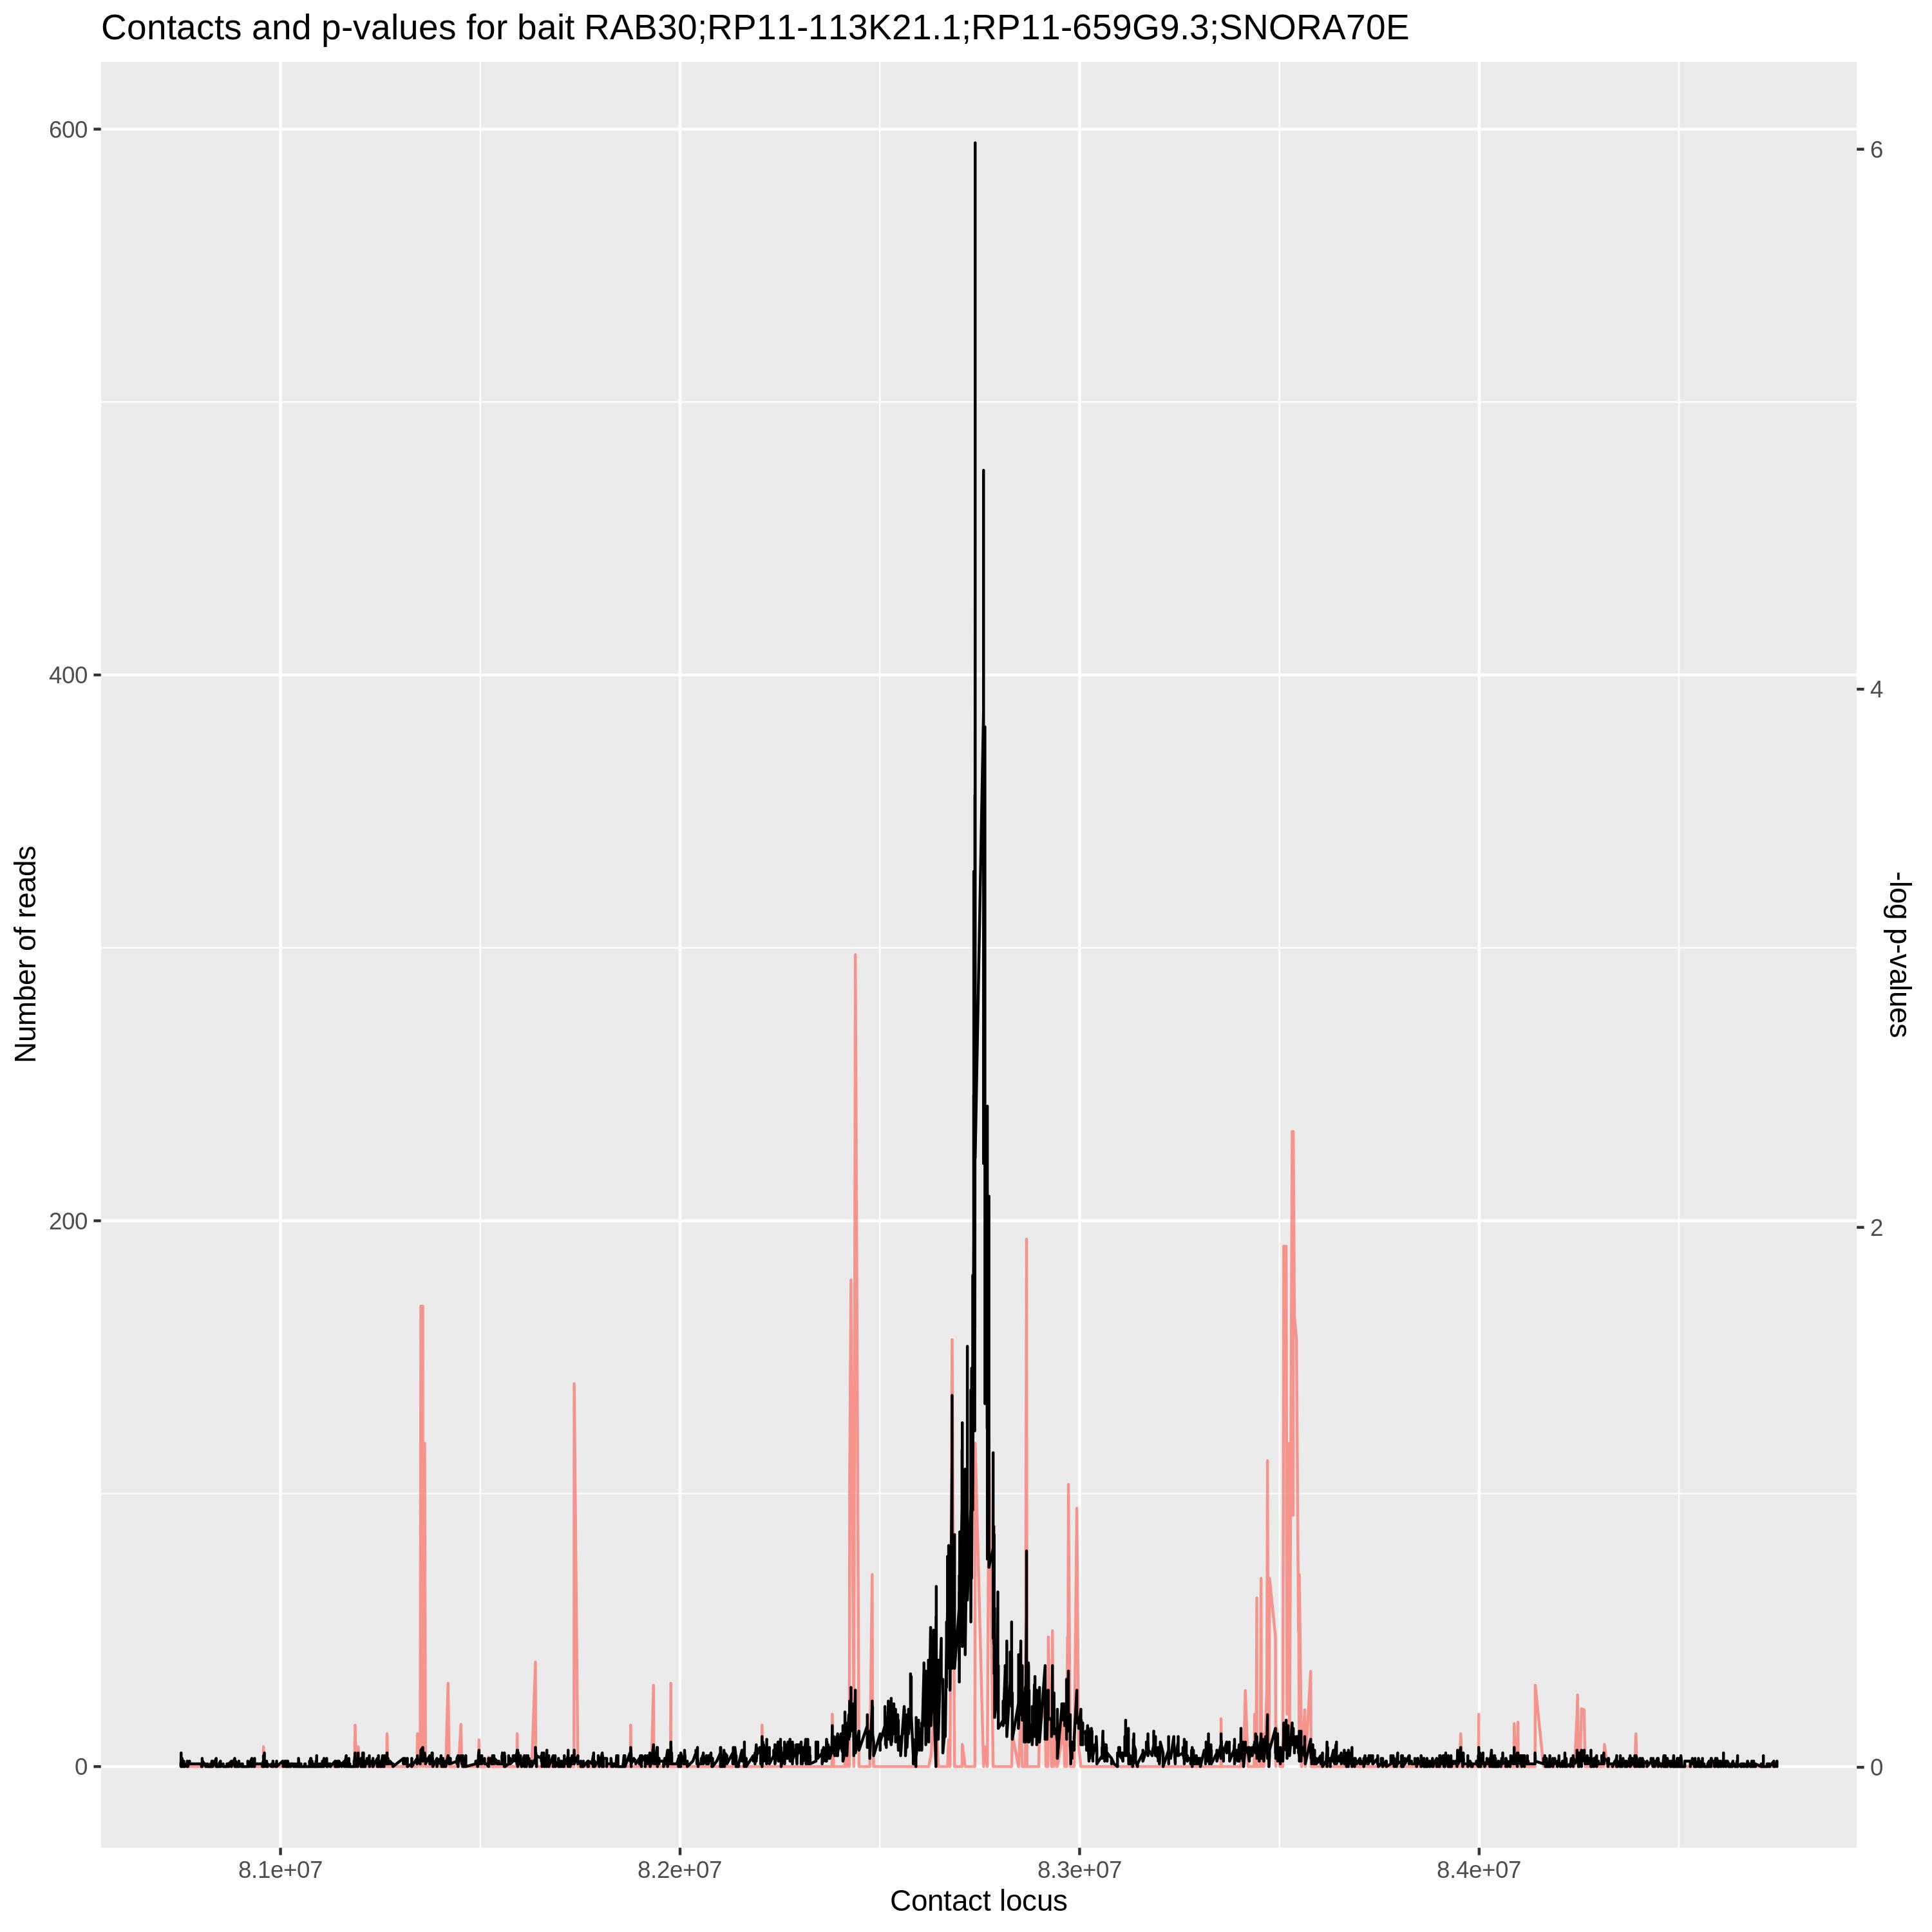 Contacts and p-values for bait RAB30;RP11-113K21.1;RP11-659G9.3;SNORA70E
600
400
200
0
Number of reads
6
4
2
0
-log p-values
8.1e+07
8.2e+07
8.3e+07
8.4e+07
Contact locus